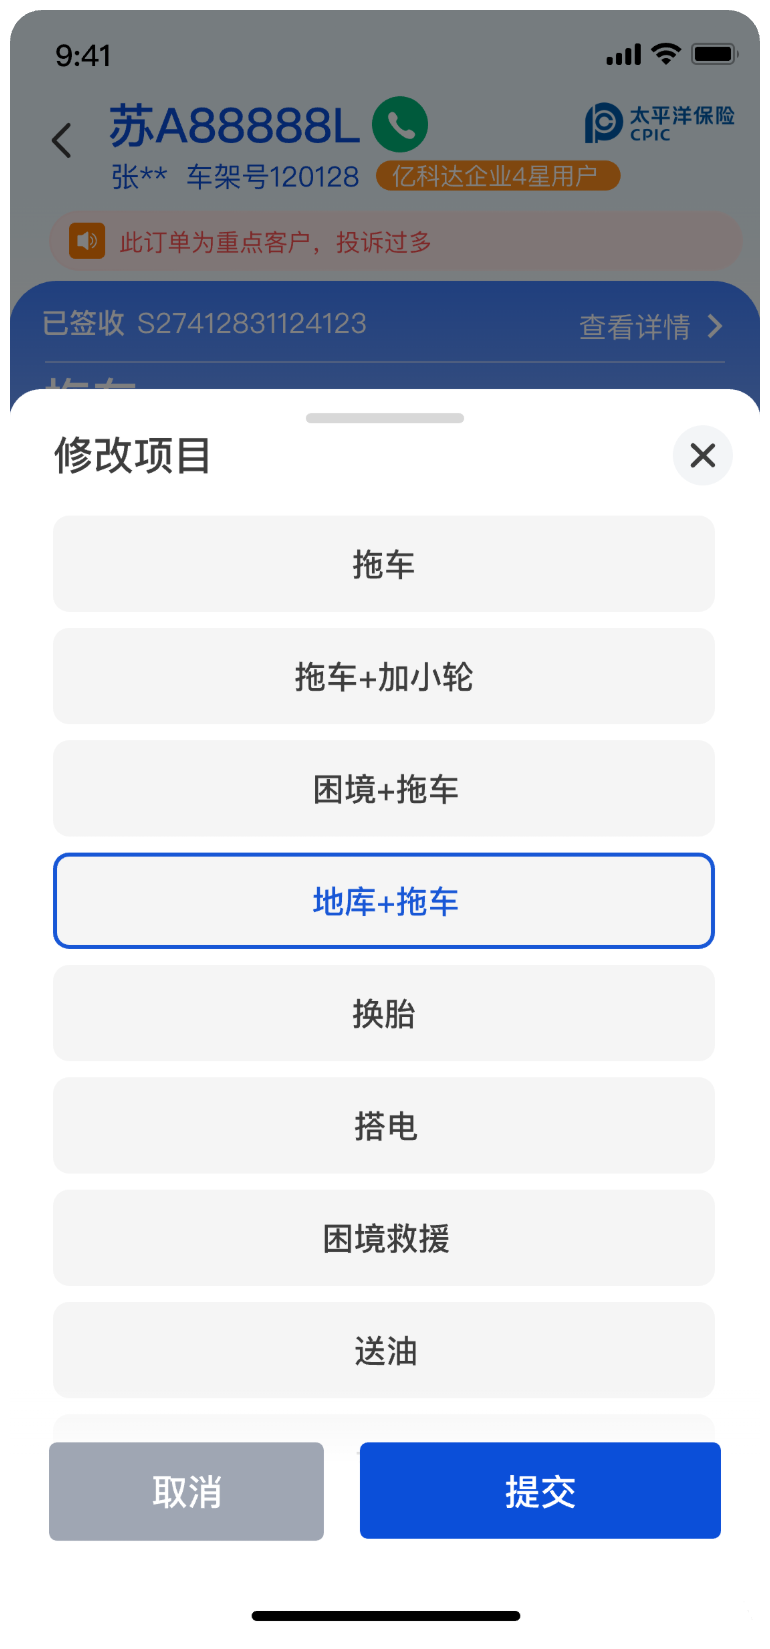 9:41
苏A88888L
太平洋保险
CPIC
张** 车架号120128 亿科达企业4星用户
此订单为重点客户，投诉过多
已签收 S27412831124123 查看详情
拖车
修改项目
拖车
拖车+加小轮
困境+拖车
地库+拖车
换胎
搭电
困境救援
送油
取消 提交